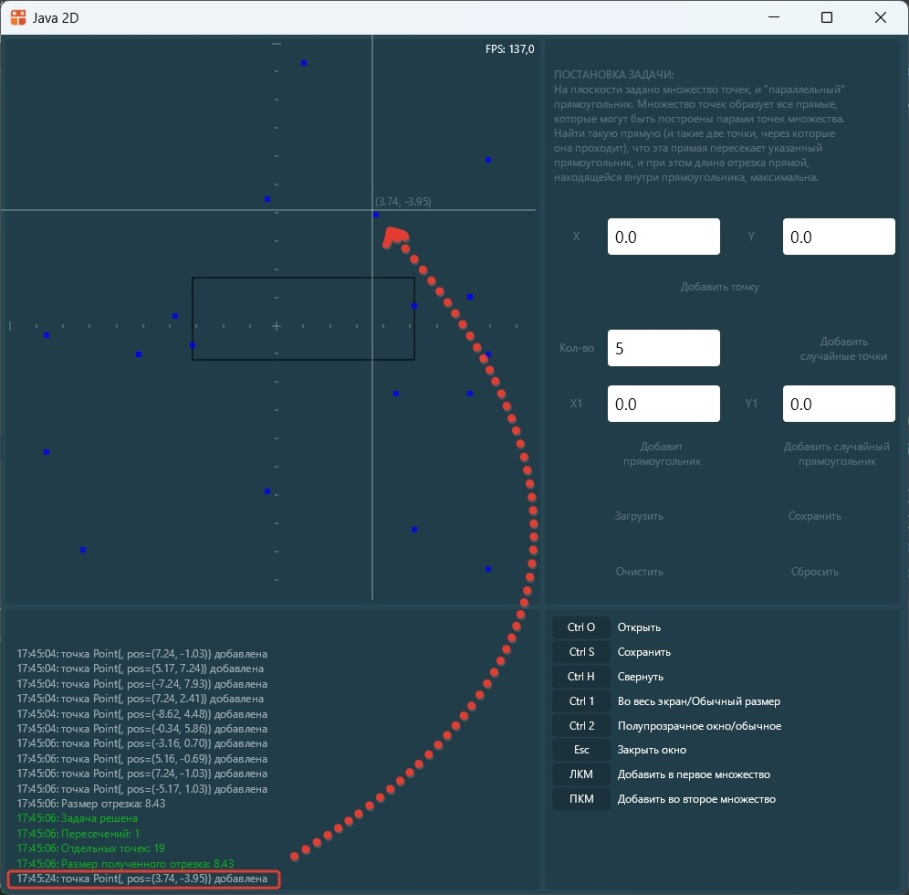 Java 2D
FPS: 137,0
(3.74, -3.95)
ПОСТАНОВКА ЗАДАЧИ:
На плоскости задано множество точек, и "параллельный"
прямоугольник. Множество точек образует все прямые,
которые могут быть построены парами точек множества.
Найти такую прямую (и такие две точки, через которые
она проходит), что эта прямая пересекает указанный
прямоугольник, и при этом длина отрезка прямой,
находящейся внутри прямоугольника, максимальна.
X 0.0 Y 0.0
Добавить точку
Кол-во 5 Добавить
случайные точки
X1 0.0 Y1 0.0
Добавит
прямоугольник
Добавить случайный
прямоугольник
Загрузить Сохранить
Очистить Сбросить
17:45:04: точка Point{, pos=(7.24, -1.03)} добавлена
17:45:04: точка Point{, pos=(5.17, 7.24)} добавлена
17:45:04: точка Point{, pos=(-7.24, 7.93)} добавлена
17:45:04: точка Point{, pos=(7.24, 2.41)} добавлена
17:45:04: точка Point{, pos=(-8.62, 4.48)} добавлена
17:45:04: точка Point{, pos=(-0.34, 5.86)} добавлена
17:45:06: точка Point{, pos=(-3.16, 0.70)} добавлена
17:45:06: точка Point{, pos=(5.16, -0.69)} добавлена
17:45:06: точка Point{, pos=(7.24, -1.03)} добавлена
17:45:06: точка Point{, pos=(-5.17, 1.03)} добавлена
17:45:06: Размер отрезка: 8.43
17:45:06: Задача решена
17:45:06: Пересечений: 1
17:45:06: Отдельных точек: 19
17:45:06: Размер полученного отрезка: 8.43
17:45:24: точка Point{, pos=(3.74, -3.95)} добавлена
Ctrl O Открыть
Ctrl S Сохранить
Ctrl H Свернуть
Ctrl 1 Во весь экран/Обычный размер
Ctrl 2 Полупрозрачное окно/обычное
Esc Закрыть окно
ЛКМ Добавить в первое множество
ПКМ Добавить во второе множество